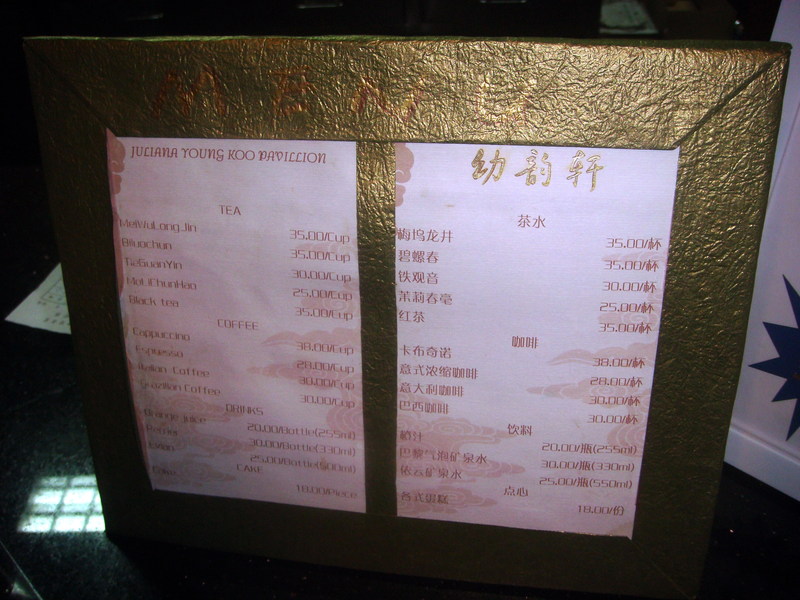 MENU
JULIANA YOUNG KOO PAVILLION
TEA
MeiWuLongJin 35.00/Cup
Biluochun 35.00/Cup
TieGuanYin 30.00/Cup
MoLiChunHao 25.00/Cup
Black tea 35.00/Cup
COFFEE
Cappuccino 38.00/Cup
Espresso 28.00/Cup
Italian Coffee 30.00/Cup
Brazilian Coffee 30.00/Cup
DRINKS
Orange juice 20.00/Bottle(255ml)
Perrier 30.00/Bottle(330ml)
Evian 25.00/Bottle(500ml)
CAKE
Cake 18.00/Piece
幼韵轩
茶水
梅坞龙井 35.00/杯
碧螺春 35.00/杯
铁观音 30.00/杯
茉莉春毫 25.00/杯
红茶 35.00/杯
咖啡
卡布奇诺 38.00/杯
意式浓缩咖啡 28.00/杯
意大利咖啡 30.00/杯
巴西咖啡 30.00/杯
饮料
橙汁 20.00/瓶(255ml)
巴黎气泡矿泉水 30.00/瓶(330ml)
依云矿泉水 25.00/瓶(550ml)
点心
各式蛋糕 18.00/份